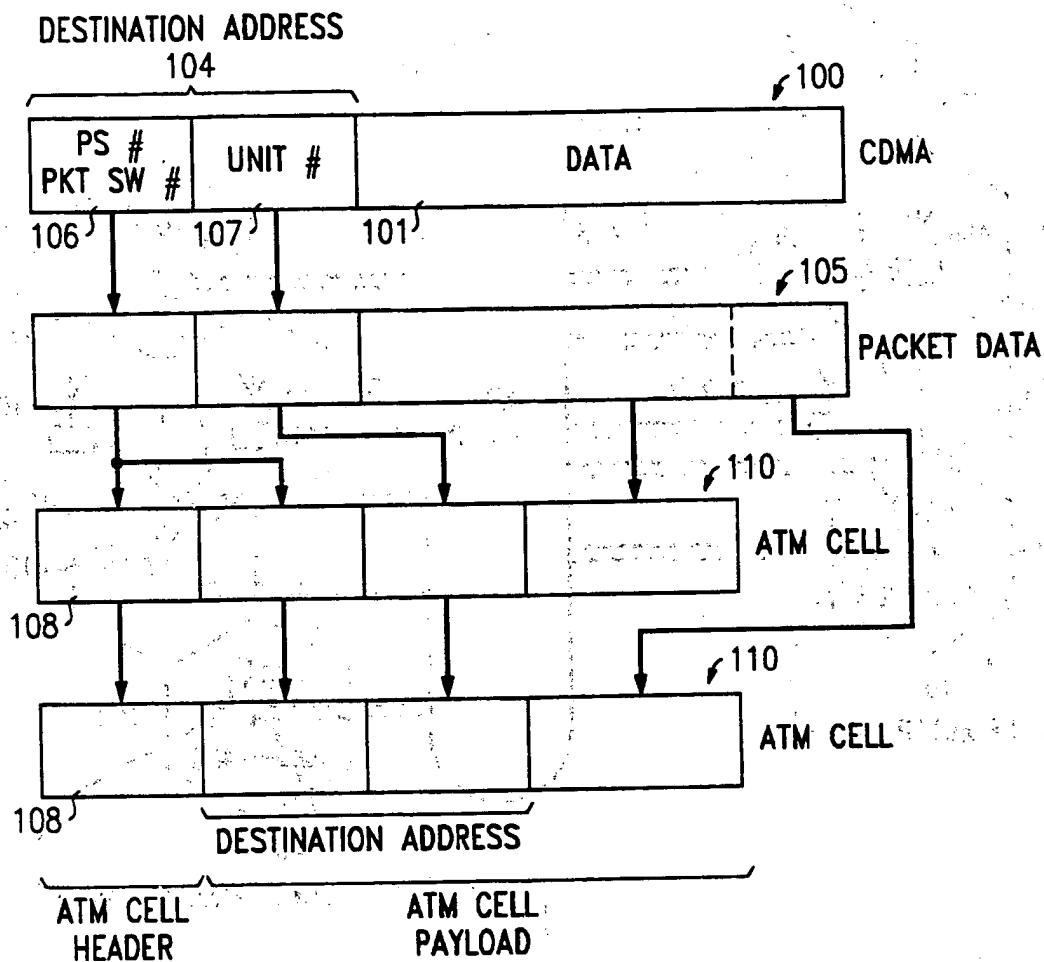 DESTINATION ADDRESS
104
100
PS #
PKT SW #
UNIT #
DATA
CDMA
106
107
101
105
PACKET DATA
110
ATM CELL
108
110
ATM CELL
108
DESTINATION ADDRESS
ATM CELL
HEADER
ATM CELL
PAYLOAD